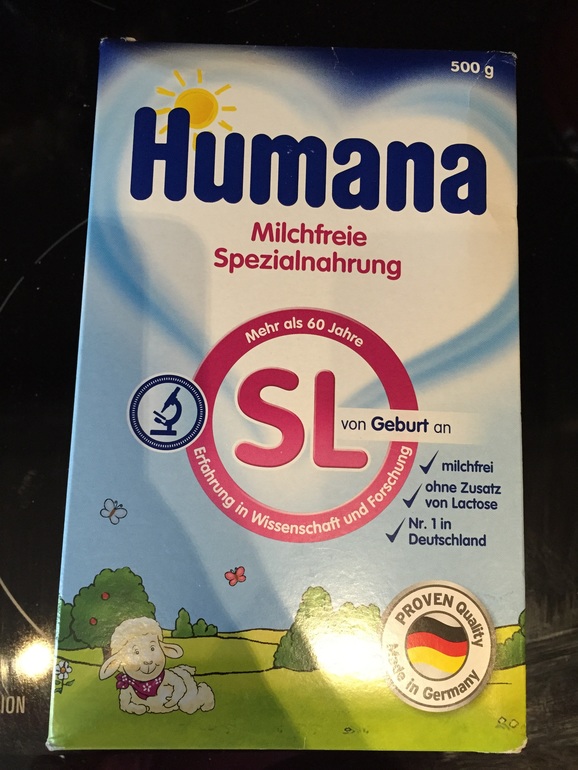 500 g
Humana
Milchfreie
Spezialnahrung
Mehr als 60 Jahre
SL
von Geburt an
Erfahrung in Wissenschaft und Forschung
milchfrei
ohne Zusatz
von Lactose
Nr. 1 in
Deutschland
PROVEN Quality
Made in Germany
ION